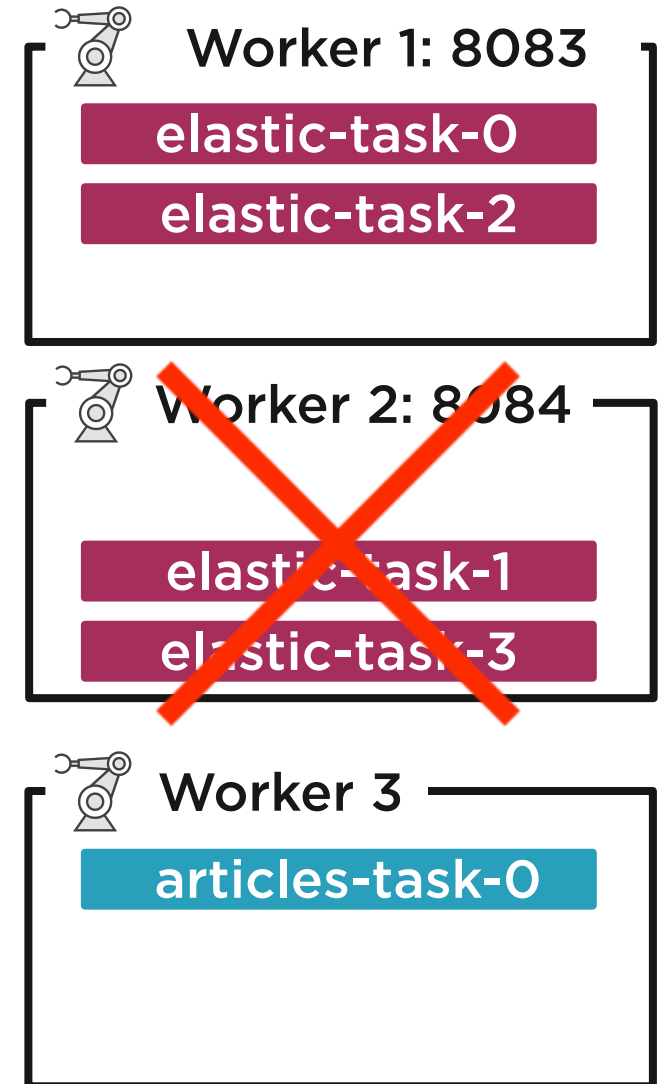 Worker 1: 8083
elastic-task-0
elastic-task-2
Worker 2: 8084
elastic-task-1
elastic-task-3
Worker 3
articles-task-0